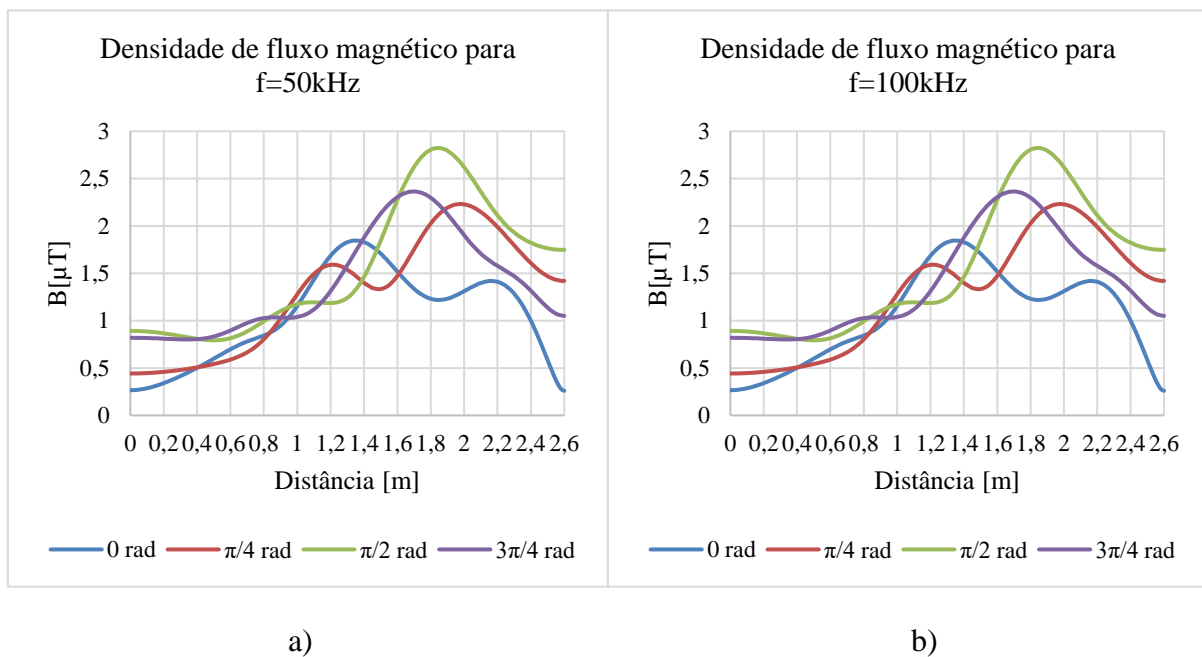 Densidade de fluxo magnético para
f=50kHz
B[µT]
3
2,5
2
1,5
1
0,5
0
0 0,2 0,4 0,6 0,8 1 1,2 1,4 1,6 1,8 2 2,2 2,4 2,6
Distância [m]
0 rad π/4 rad π/2 rad 3π/4 rad
a)
Densidade de fluxo magnético para
f=100kHz
B[µT]
3
2,5
2
1,5
1
0,5
0
0 0,2 0,4 0,6 0,8 1 1,2 1,4 1,6 1,8 2 2,2 2,4 2,6
Distância [m]
0 rad π/4 rad π/2 rad 3π/4 rad
b)